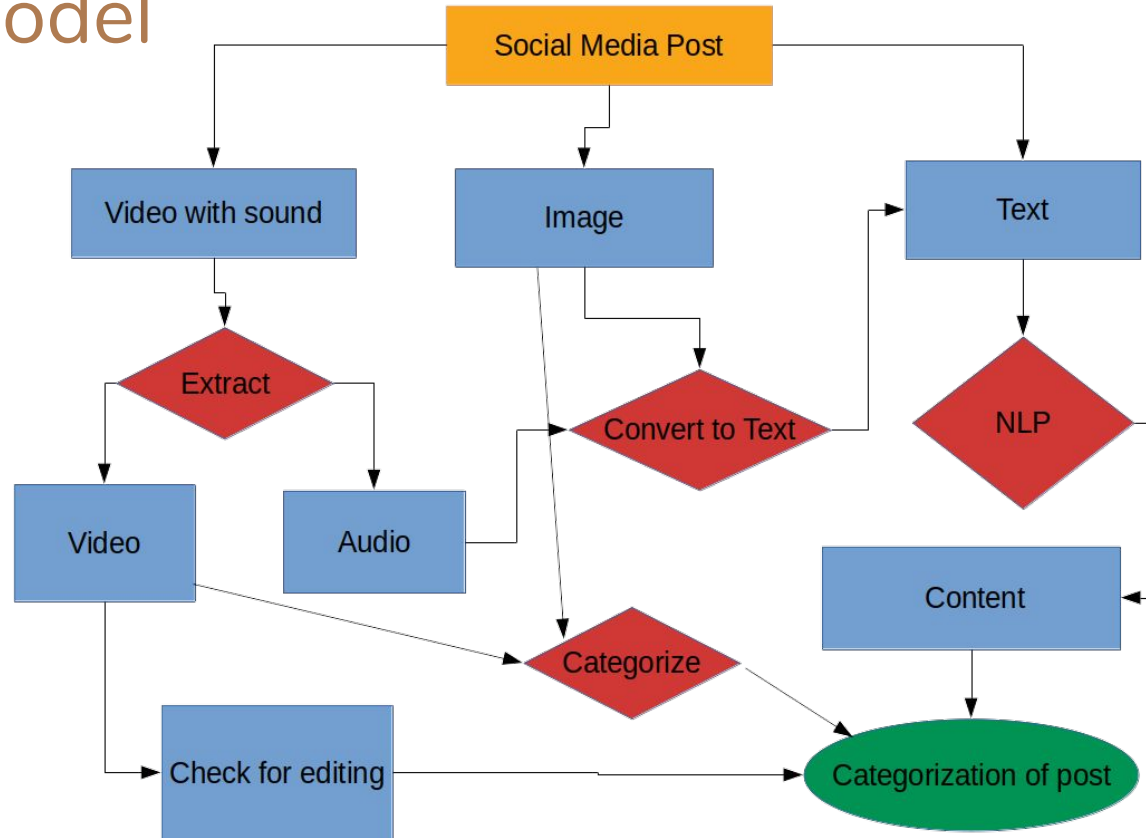 odel
Social Media Post
Video with sound
Image
Text
Extract
Convert to Text
NLP
Video
Audio
Content
Categorize
Check for editing
Categorization of post